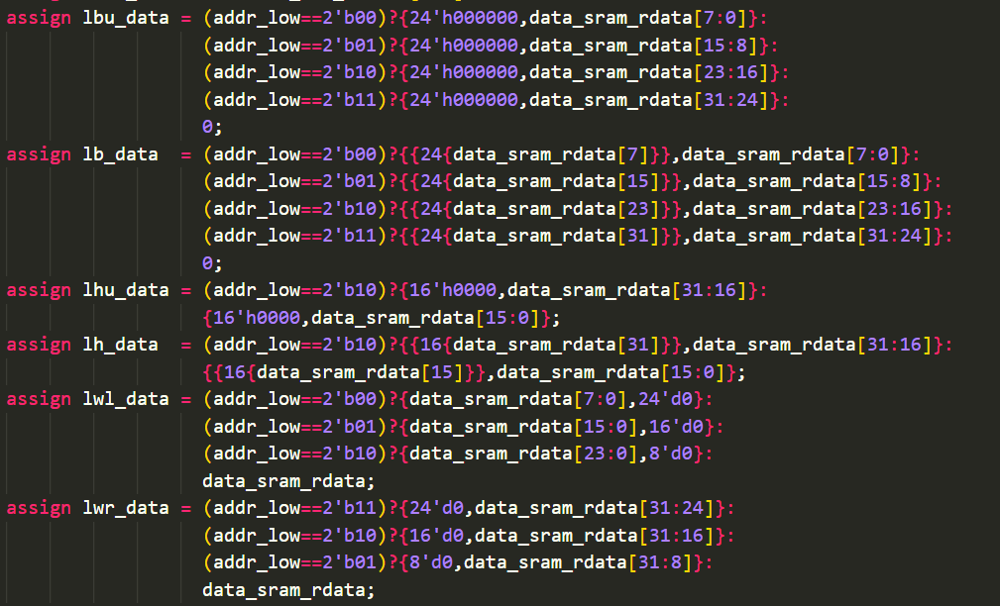 assign lbu_data = (addr_low==2'b00)?{24'h000000,data_sram_rdata[7:0]}:
(addr_low==2'b01)?{24'h000000,data_sram_rdata[15:8]}:
(addr_low==2'b10)?{24'h000000,data_sram_rdata[23:16]}:
(addr_low==2'b11)?{24'h000000,data_sram_rdata[31:24]}:
0;
assign lb_data  = (addr_low==2'b00)?{{24{data_sram_rdata[7]}},data_sram_rdata[7:0]}:
(addr_low==2'b01)?{{24{data_sram_rdata[15]}},data_sram_rdata[15:8]}:
(addr_low==2'b10)?{{24{data_sram_rdata[23]}},data_sram_rdata[23:16]}:
(addr_low==2'b11)?{{24{data_sram_rdata[31]}},data_sram_rdata[31:24]}:
0;
assign lhu_data = (addr_low==2'b10)?{16'h0000,data_sram_rdata[31:16]}:
{16'h0000,data_sram_rdata[15:0]};
assign lh_data  = (addr_low==2'b10)?{{16{data_sram_rdata[31]}},data_sram_rdata[31:16]}:
{{16{data_sram_rdata[15]}},data_sram_rdata[15:0]};
assign lwl_data = (addr_low==2'b00)?{data_sram_rdata[7:0],24'd0}:
(addr_low==2'b01)?{data_sram_rdata[15:0],16'd0}:
(addr_low==2'b10)?{data_sram_rdata[23:0],8'd0}:
data_sram_rdata;
assign lwr_data = (addr_low==2'b11)?{24'd0,data_sram_rdata[31:24]}:
(addr_low==2'b10)?{16'd0,data_sram_rdata[31:16]}:
(addr_low==2'b01)?{8'd0,data_sram_rdata[31:8]}:
data_sram_rdata;